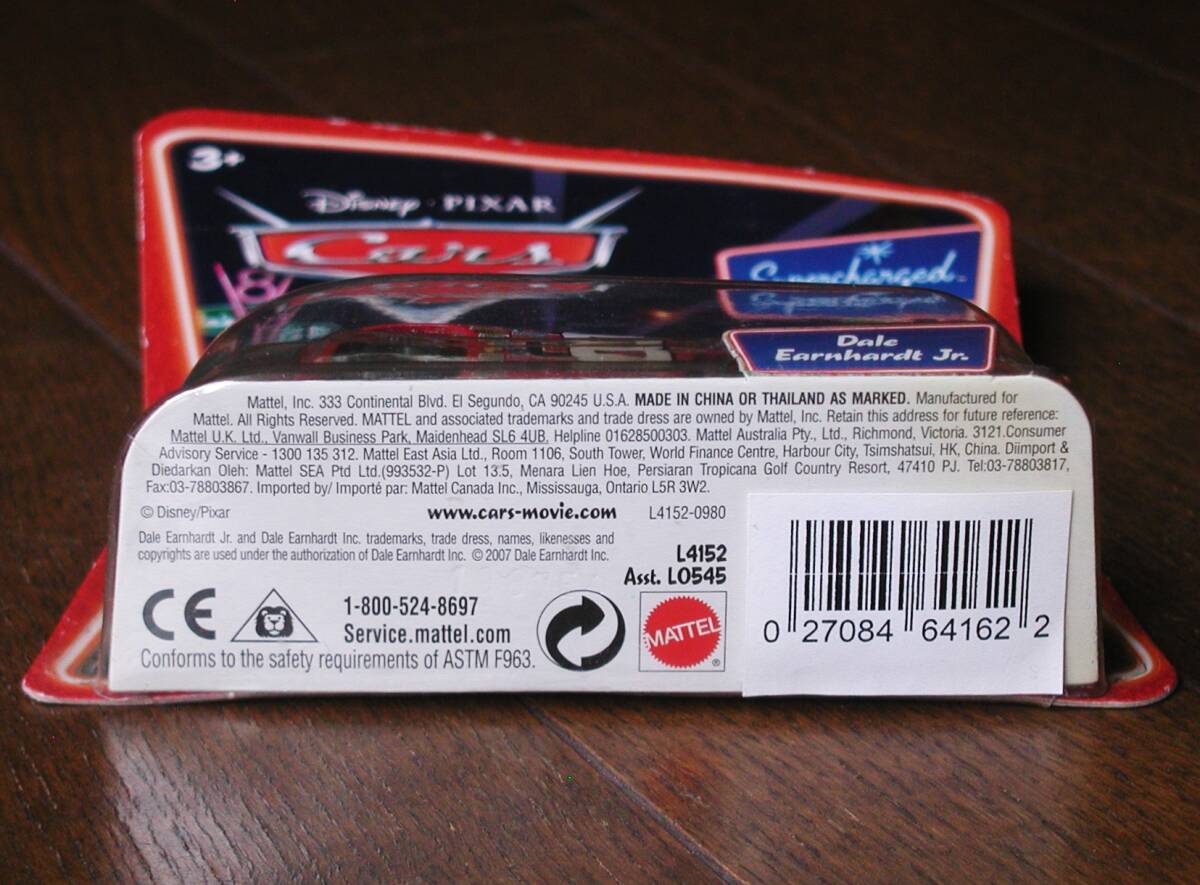 3+
Disney · PIXAR
Cars
Supercharged
Dale
Earnhardt Jr.
Mattel, Inc. 333 Continental Blvd. El Segundo, CA 90245 U.S.A. MADE IN CHINA OR THAILAND AS MARKED. Manufactured for
Mattel. All Rights Reserved. MATTEL and associated trademarks and trade dress are owned by Mattel, Inc. Retain this address for future reference:
Mattel U.K. Ltd., Vanwall Business Park, Maidenhead SL6 4UB. Helpline 01628500303. Mattel Australia Pty., Ltd., Richmond, Victoria. 3121.Consumer
Advisory Service - 1300 135 312. Mattel East Asia Ltd., Room 1106, South Tower, World Finance Centre, Harbour City, Tsimshatsui, HK, China. Diimport &
Diedarkan Oleh: Mattel SEA Ptd Ltd.(993532-P) Lot 13.5, Menara Lien Hoe, Persiaran Tropicana Golf Country Resort, 47410 PJ. Tel:03-78803817,
Fax:03-78803867. Imported by/ Importé par: Mattel Canada Inc., Mississauga, Ontario L5R 3W2.
© Disney/Pixar www.cars-movie.com L4152-0980
Dale Earnhardt Jr. and Dale Earnhardt Inc. trademarks, trade dress, names, likenesses and
copyrights are used under the authorization of Dale Earnhardt Inc. © 2007 Dale Earnhardt Inc.
L4152
Asst. L0545
CE
1-800-524-8697
Service.mattel.com
Conforms to the safety requirements of ASTM F963.
MATTEL
®
0 27084 64162 2